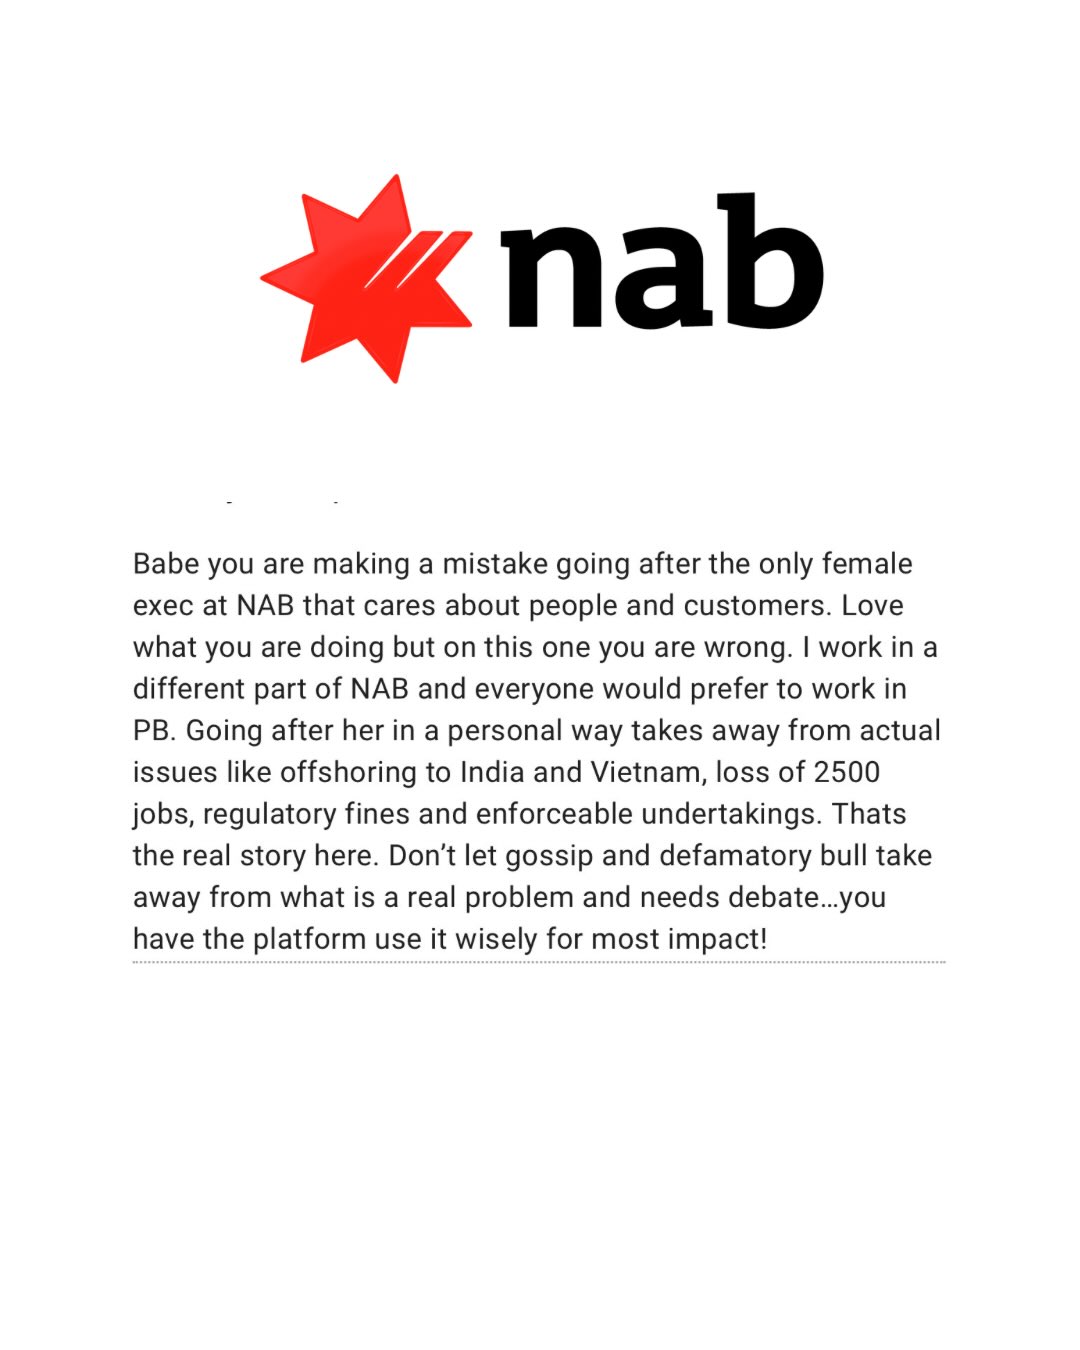 nab
Babe you are making a mistake going after the only female
exec at NAB that cares about people and customers. Love
what you are doing but on this one you are wrong. I work in a
different part of NAB and everyone would prefer to work in
PB. Going after her in a personal way takes away from actual
issues like offshoring to India and Vietnam, loss of 2500
jobs, regulatory fines and enforceable undertakings. Thats
the real story here. Don’t let gossip and defamatory bull take
away from what is a real problem and needs debate…you
have the platform use it wisely for most impact!